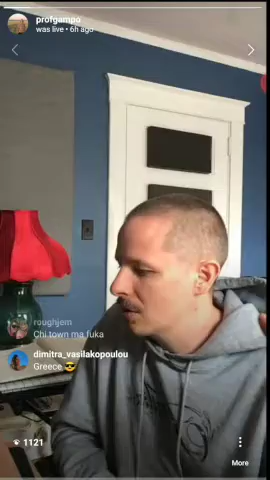 profgampo
was live • 6h ago
roughjem
Chi town ma fuka
dimitra_vasilakopoulou
Greece 😎
1121
More